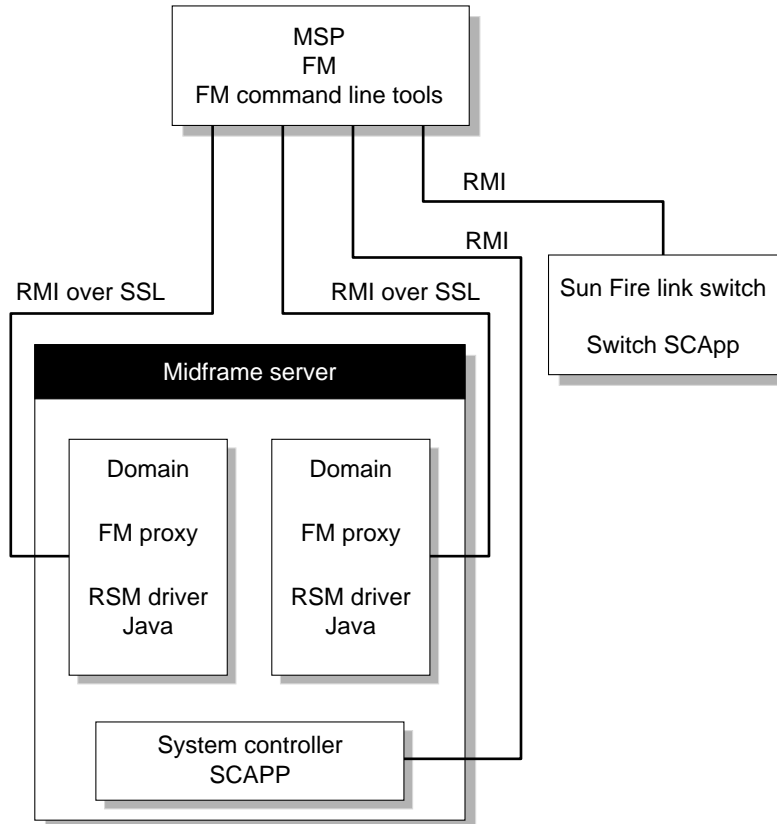 MSP
FM
FM command line tools
RMI
RMI
RMI over SSL
RMI over SSL
Sun Fire link switch
Switch SCApp
Midframe server
Domain
FM proxy
RSM driver
Java
Domain
FM proxy
RSM driver
Java
System controller
SCAPP